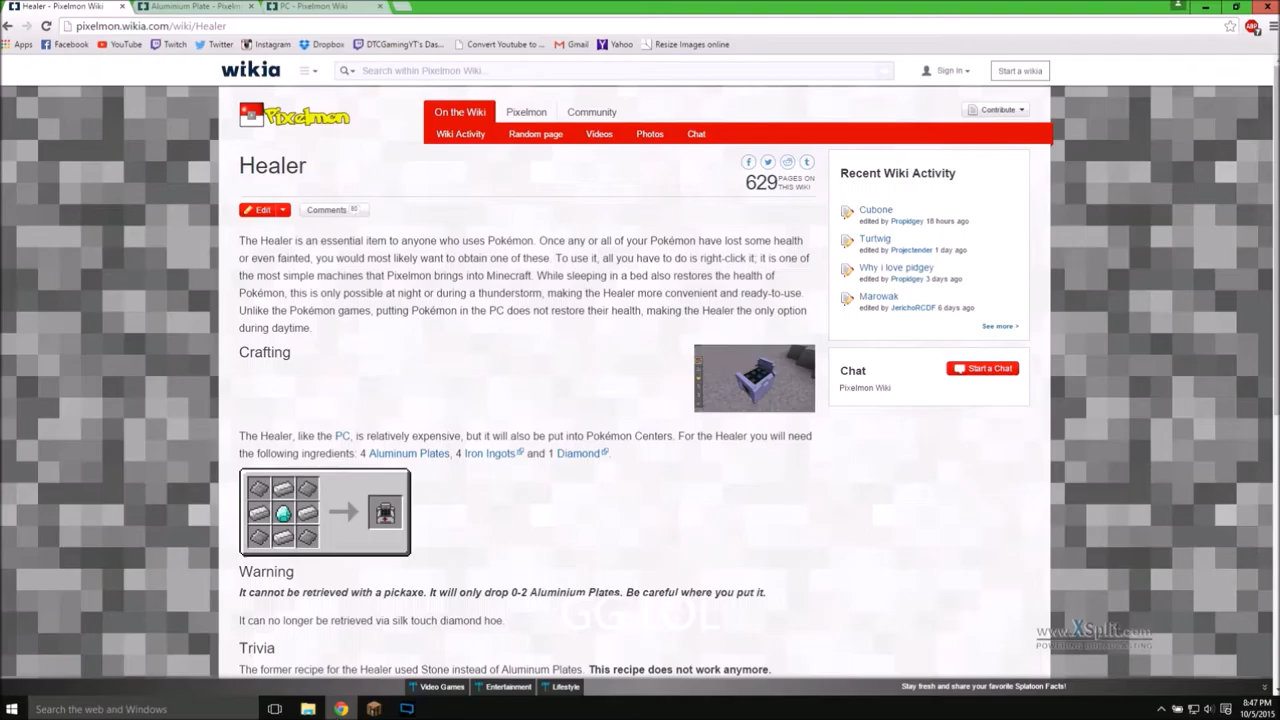 Healer - Pixelmon Wiki
Aluminium Plate - Pixelm
PC - Pixelmon Wiki
pixelmon.wikia.com/wiki/Healer
Apps Facebook YouTube Twitch Twitter Instagram Dropbox DTCGamingYT's Das... Convert Youtube to ... Gmail Yahoo Resize Images online
wikia Search within Pixelmon Wiki... Sign In Start a wikia
Pixelmon On the Wiki Pixelmon Community Contribute
Wiki Activity Random page Videos Photos Chat
Healer
629 PAGES ON THIS WIKI
Edit Comments
The Healer is an essential item to anyone who uses Pokémon. Once any or all of your Pokémon have lost some health
or even fainted, you would most likely want to obtain one of these. To use it, all you have to do is right-click it; it is one of
the most simple machines that Pixelmon brings into Minecraft. While sleeping in a bed also restores the health of
Pokémon, this is only possible at night or during a thunderstorm, making the Healer more convenient and ready-to-use.
Unlike the Pokémon games, putting Pokémon in the PC does not restore their health, making the Healer the only option
during daytime.
Crafting
The Healer, like the PC, is relatively expensive, but it will also be put into Pokémon Centers. For the Healer you will need
the following ingredients: 4 Aluminum Plates, 4 Iron Ingots and 1 Diamond.
Warning
It cannot be retrieved with a pickaxe. It will only drop 0-2 Aluminium Plates. Be careful where you put it.
It can no longer be retrieved via silk touch diamond hoe.
Trivia
The former recipe for the Healer used Stone instead of Aluminum Plates. This recipe does not work anymore.
Recent Wiki Activity
Cubone
edited by Propidgey 18 hours ago
Turtwig
edited by Projectender 1 day ago
Why i love pidgey
edited by Propidgey 3 days ago
Marowak
edited by JerichoRCDF 6 days ago
See more >
Chat Start a Chat
Pixelmon Wiki
www.XSplit.com
POWERING BROADCASTING
Video Games Entertainment Lifestyle Stay fresh and share your favorite Splatoon Facts!
Search the web and Windows
8:47 PM
10/5/2015